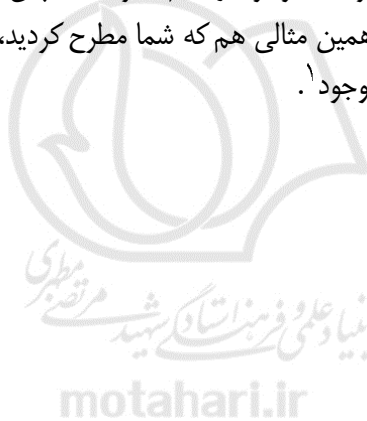 همین مثالی هم که شما مطرح کردید،
وجود¹.
بنیاد علمی و فرهنگی استاد شهید مرتضی مطهری
motahari.ir